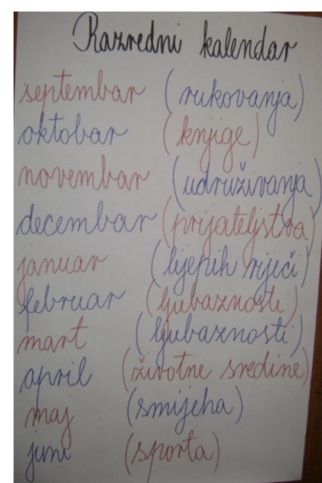 Razredni kalendar
septembar (rukovanja)
oktobar (knjige)
novembar (udruživanja)
decembar (prijateljstva)
januar (lijepih riječi)
februar (ljubaznosti)
mart (ljubaznosti)
april (životne sredine)
maj (smijeha)
juni (sporta)